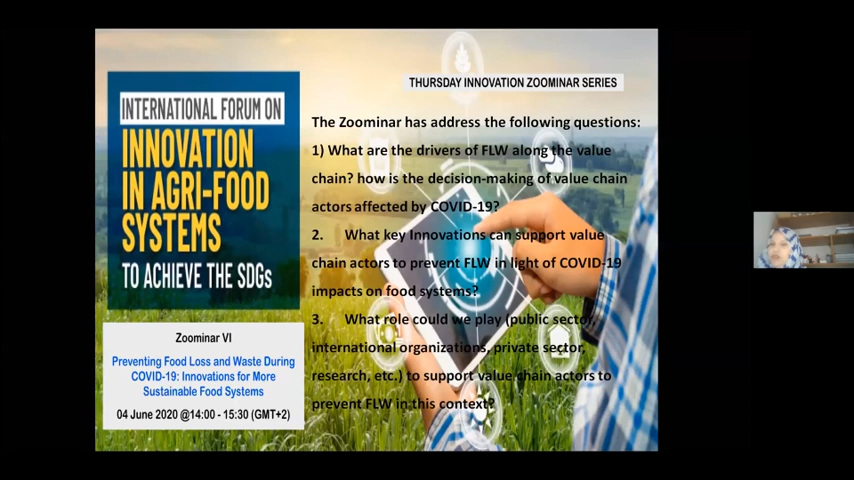 THURSDAY INNOVATION ZOOMINAR SERIES
INTERNATIONAL FORUM ON
INNOVATION
IN AGRI-FOOD
SYSTEMS
TO ACHIEVE THE SDGs
Zoominar VI
Preventing Food Loss and Waste During
COVID-19: Innovations for More
Sustainable Food Systems
04 June 2020 @14:00 - 15:30 (GMT+2)
The Zoominar has address the following questions:
1) What are the drivers of FLW along the value
chain? how is the decision-making of value chain
actors affected by COVID-19?
2. What key Innovations can support value
chain actors to prevent FLW in light of COVID-19
impacts on food systems?
3. What role could we play (public sector,
international organizations, private sector,
research, etc.) to support value chain actors to
prevent FLW in this context?